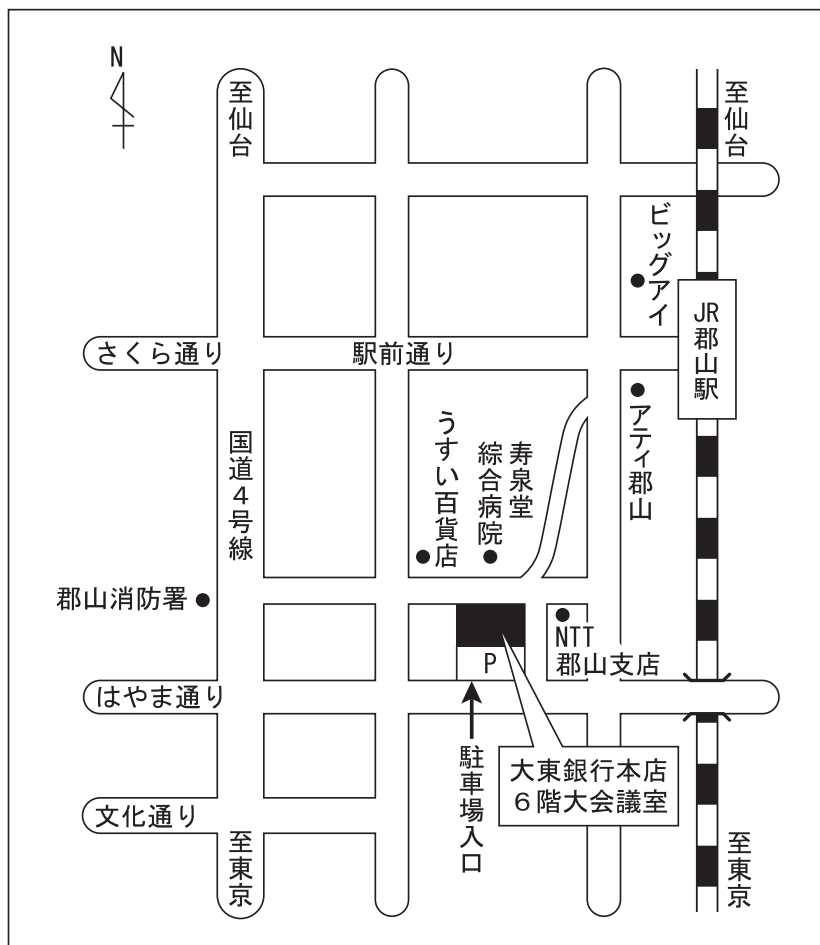 N
至仙台
至仙台
ビッグアイ
JR郡山駅
さくら通り
駅前通り
アティ郡山
国道4号線
うすい百貨店
寿泉堂
綜合病院
郡山消防署
NTT
郡山支店
P
はやま通り
駐車場入口
大東銀行本店
6階大会議室
文化通り
至東京
至東京